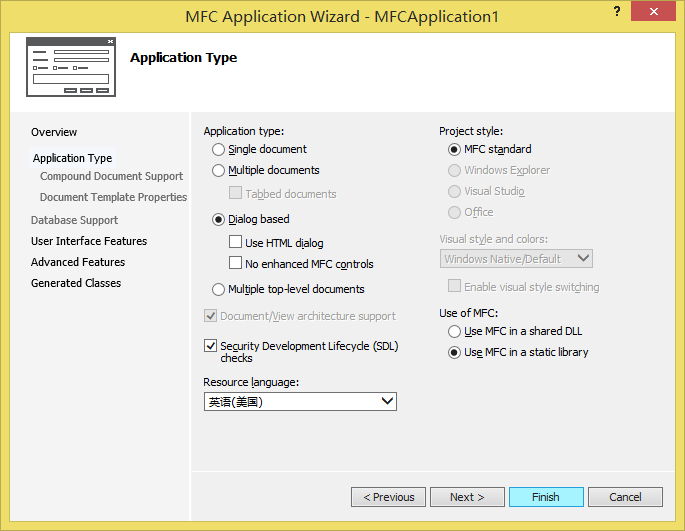 MFC Application Wizard - MFCApplication1
?
Application Type
Overview
Application Type
Compound Document Support
Document Template Properties
Database Support
User Interface Features
Advanced Features
Generated Classes
Application type:
Single document
Multiple documents
Tabbed documents
Dialog based
Use HTML dialog
No enhanced MFC controls
Multiple top-level documents
Document/View architecture support
Security Development Lifecycle (SDL)
checks
Resource language:
英语(美国)
Project style:
MFC standard
Windows Explorer
Visual Studio
Office
Visual style and colors:
Windows Native/Default
Enable visual style switching
Use of MFC:
Use MFC in a shared DLL
Use MFC in a static library
< Previous
Next >
Finish
Cancel